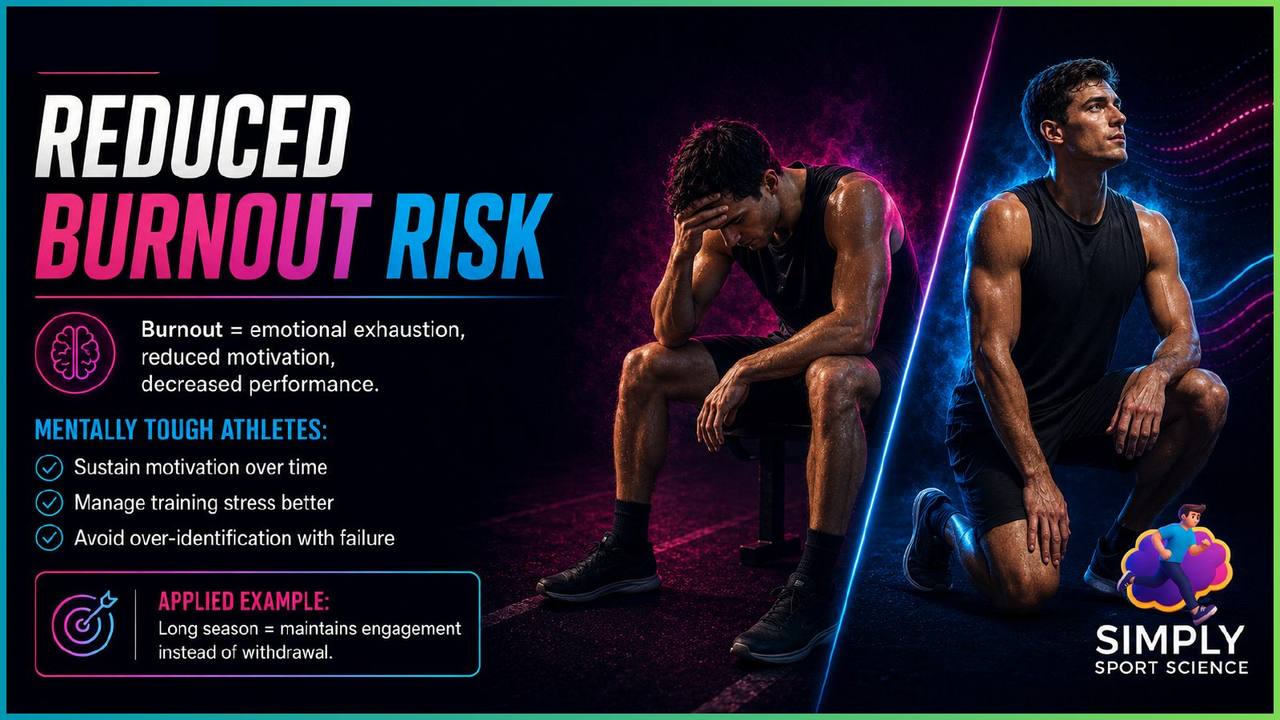 REDUCED
BURNOUT RISK
Burnout = emotional exhaustion,
reduced motivation,
decreased performance.
MENTALLY TOUGH ATHLETES:
Sustain motivation over time
Manage training stress better
Avoid over-identification with failure
APPLIED EXAMPLE:
Long season = maintains engagement
instead of withdrawal.
SIMPLY
SPORT SCIENCE